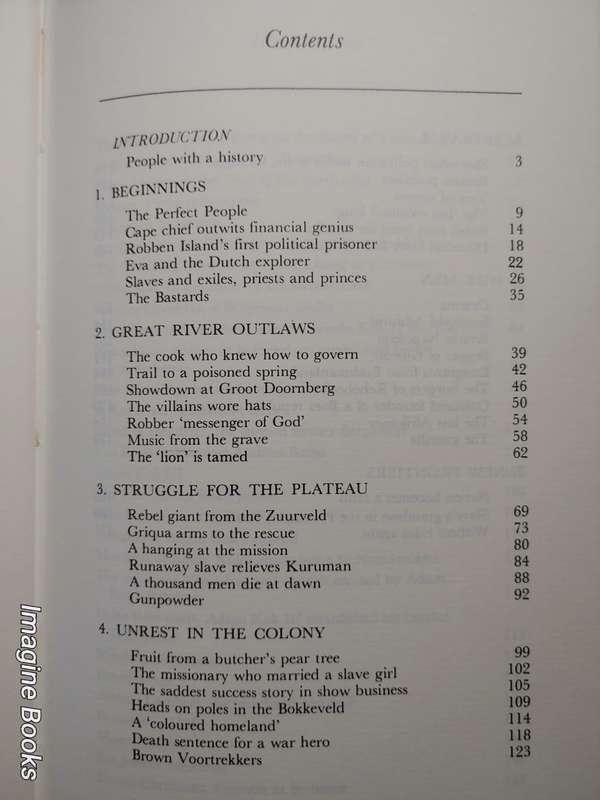 Contents
INTRODUCTION
People with a history 3
1. BEGINNINGS
The Perfect People 9
Cape chief outwits financial genius 14
Robben Island's first political prisoner 18
Eva and the Dutch explorer 22
Slaves and exiles, priests and princes 26
The Bastards 35
2. GREAT RIVER OUTLAWS
The cook who knew how to govern 39
Trail to a poisoned spring 42
Showdown at Groot Doornberg 46
The villains wore hats 50
Robber 'messenger of God' 54
Music from the grave 58
The 'lion' is tamed 62
3. STRUGGLE FOR THE PLATEAU
Rebel giant from the Zuurveld 69
Griqua arms to the rescue 73
A hanging at the mission 80
Runaway slave relieves Kuruman 84
A thousand men die at dawn 88
Gunpowder 92
4. UNREST IN THE COLONY
Fruit from a butcher's pear tree 99
The missionary who married a slave girl 102
The saddest success story in show business 105
Heads on poles in the Bokkeveld 109
A 'coloured homeland' 114
Death sentence for a war hero 118
Brown Voortrekkers 123
Imagine Books